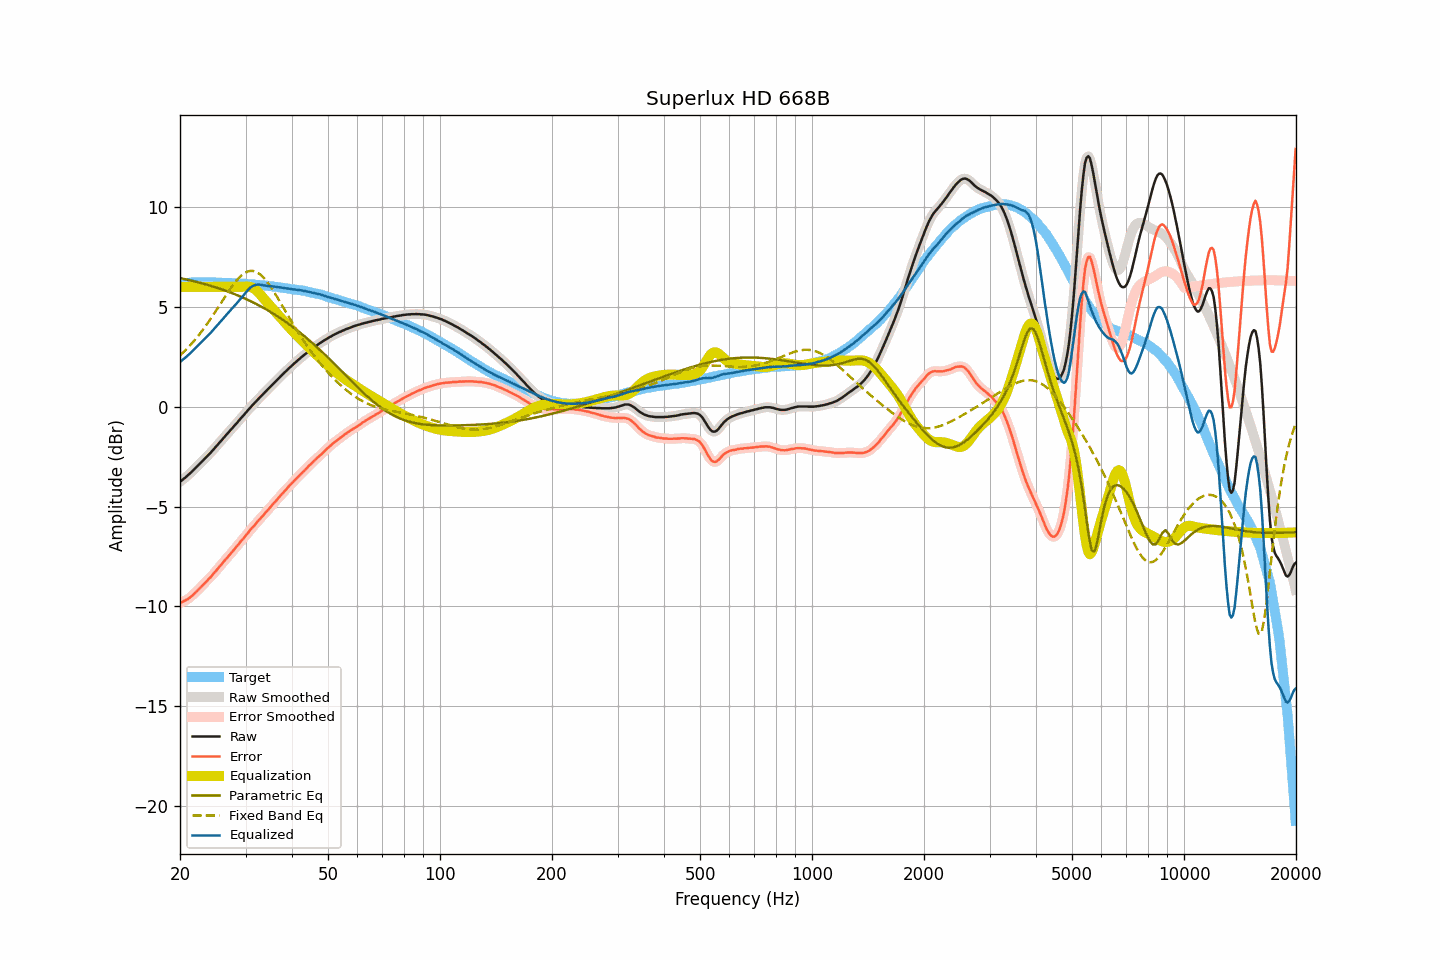 Superlux HD 668B
Amplitude (dBr)
10
5
0
−5
−10
−15
−20
Target
Raw Smoothed
Error Smoothed
Raw
Error
Equalization
Parametric Eq
Fixed Band Eq
Equalized
20 50 100 200 500 1000 2000 5000 10000 20000
Frequency (Hz)